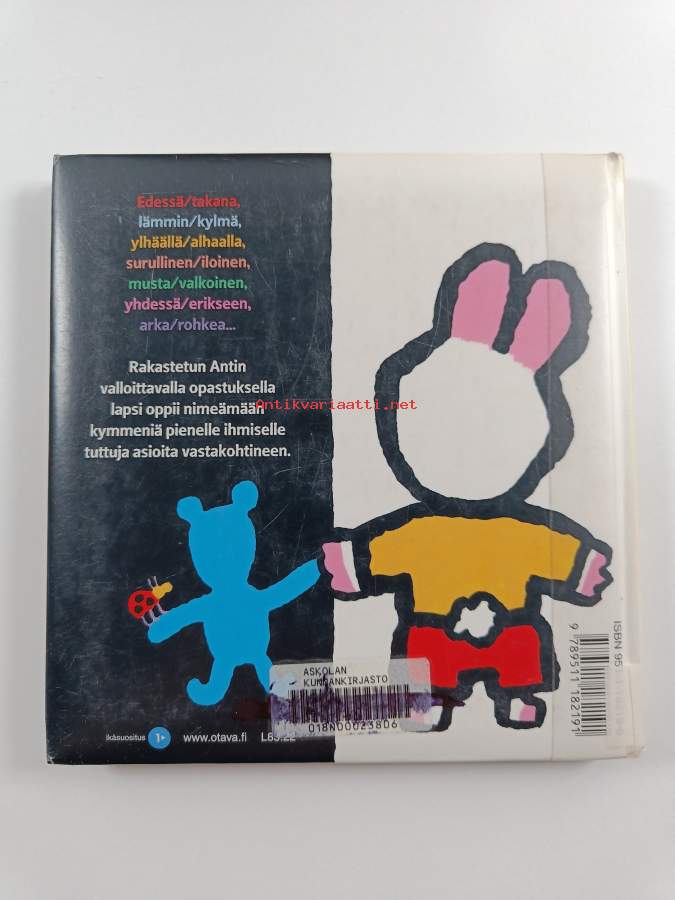 Edessä/takana,
lämmin/kylmä,
ylhäällä/alhaalla,
surullinen/iloinen,
musta/valkoinen,
yhdessä/erikseen,
arka/rohkea...
Rakastetun Antin
valloittavalla opastuksella
lapsi oppii nimeämään
kymmeniä pienelle ihmiselle
tuttuja asioita vastakohtineen.
Antikvariaatti.net
ASKOLAN
KUNNANKIRJASTO
018N00023806
ikäsuositus 1+ www.otava.fi L85.22
ISBN 95
9 789511 182191